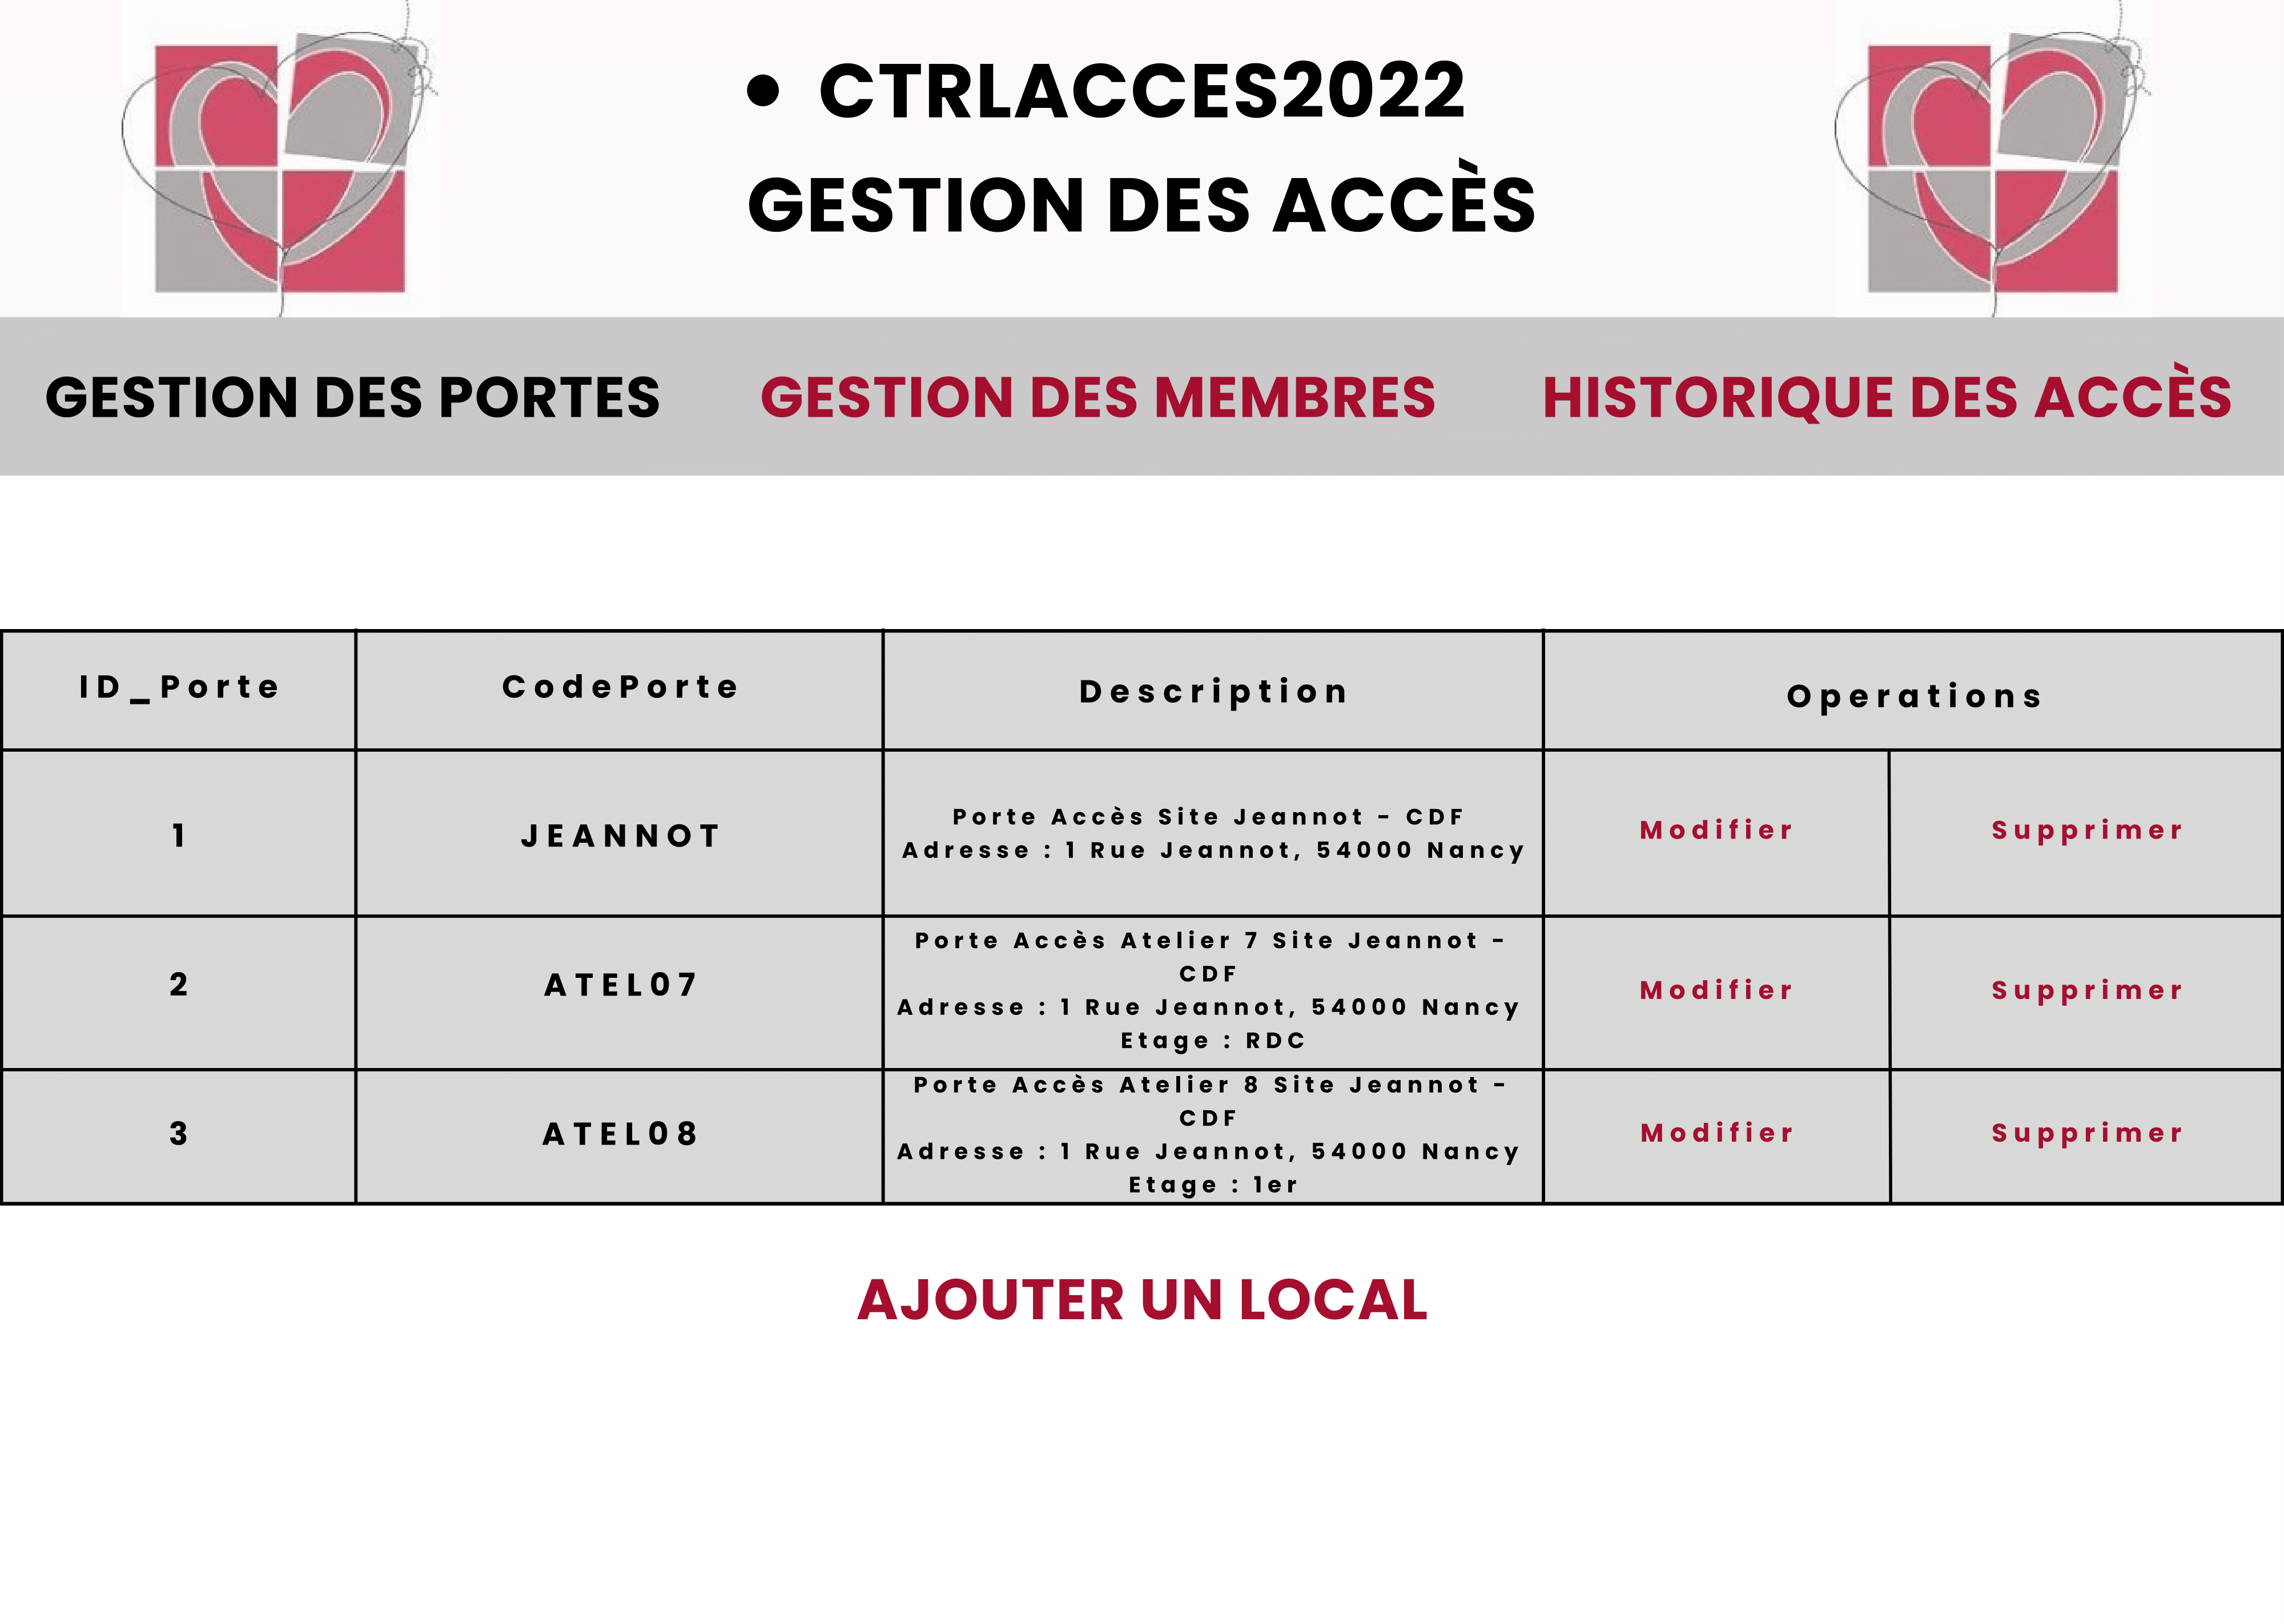 • CTRLACCES2022
GESTION DES ACCÈS
GESTION DES PORTES GESTION DES MEMBRES HISTORIQUE DES ACCÈS
ID_Porte CodePorte Description Operations
1 JEANNOT Porte Accès Site Jeannot - CDF
Adresse : 1 Rue Jeannot, 54000 Nancy
Modifier Supprimer
2 ATEL07 Porte Accès Atelier 7 Site Jeannot -
CDF
Adresse : 1 Rue Jeannot, 54000 Nancy
Etage : RDC
Modifier Supprimer
3 ATEL08 Porte Accès Atelier 8 Site Jeannot -
CDF
Adresse : 1 Rue Jeannot, 54000 Nancy
Etage : 1er
Modifier Supprimer
AJOUTER UN LOCAL